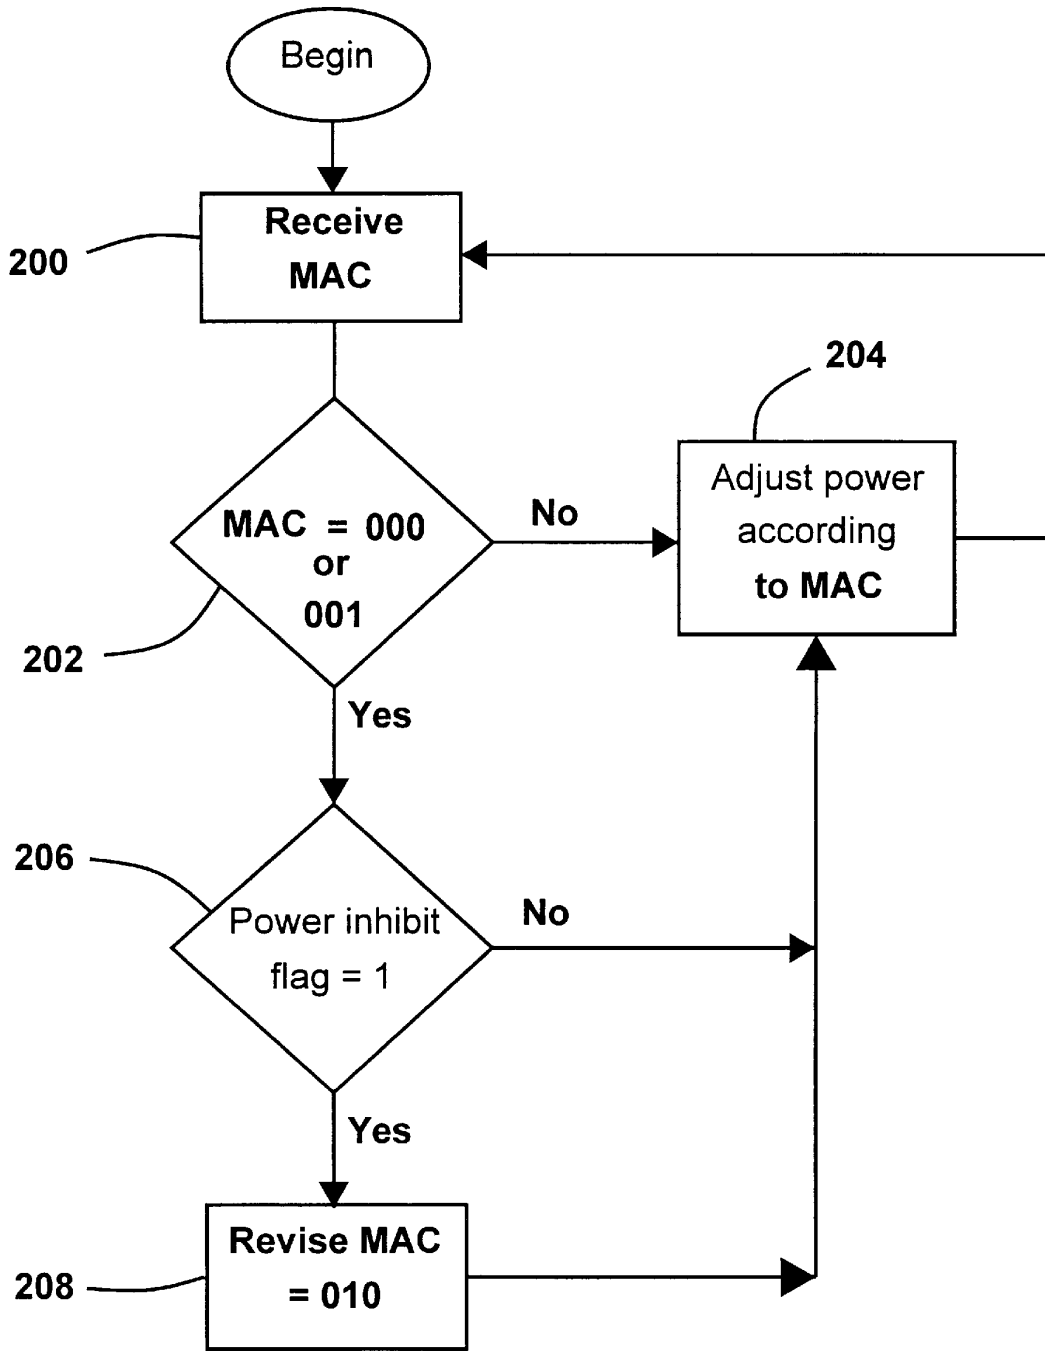 Begin
Receive
MAC
200
204
Adjust power
according
to MAC
MAC = 000
or
001
No
202
Yes
206
Power inhibit
flag = 1
No
Yes
Revise MAC
= 010
208